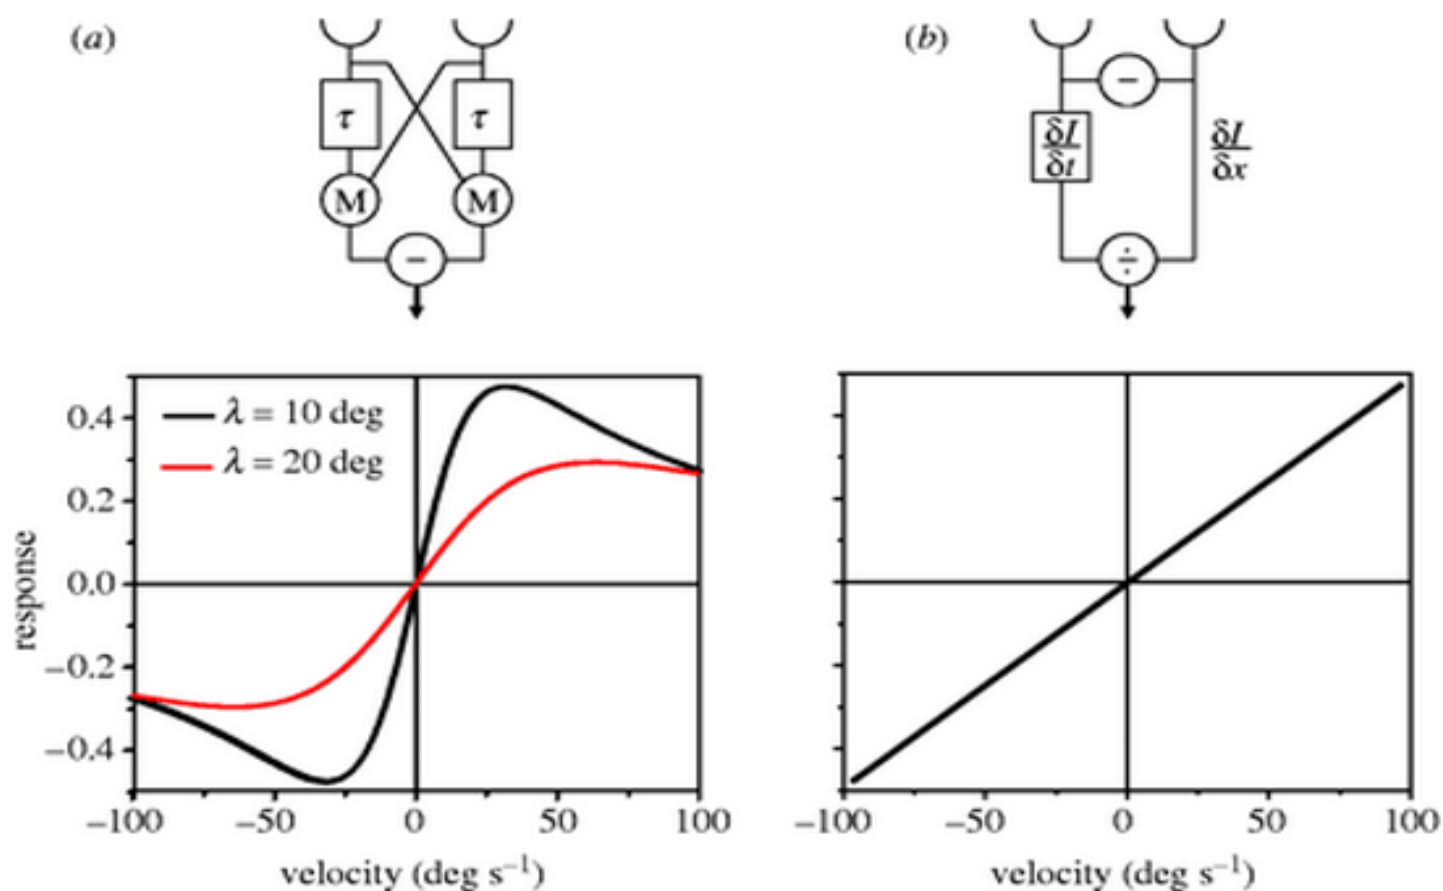 (a)
(b)
τ τ
M M
−
−
δI
δt
δI
δx
÷
λ = 10 deg
λ = 20 deg
response
0.4
0.2
0.0
−0.2
−0.4
−100 −50 0 50 100
velocity (deg s⁻¹)
−100 −50 0 50 100
velocity (deg s⁻¹)